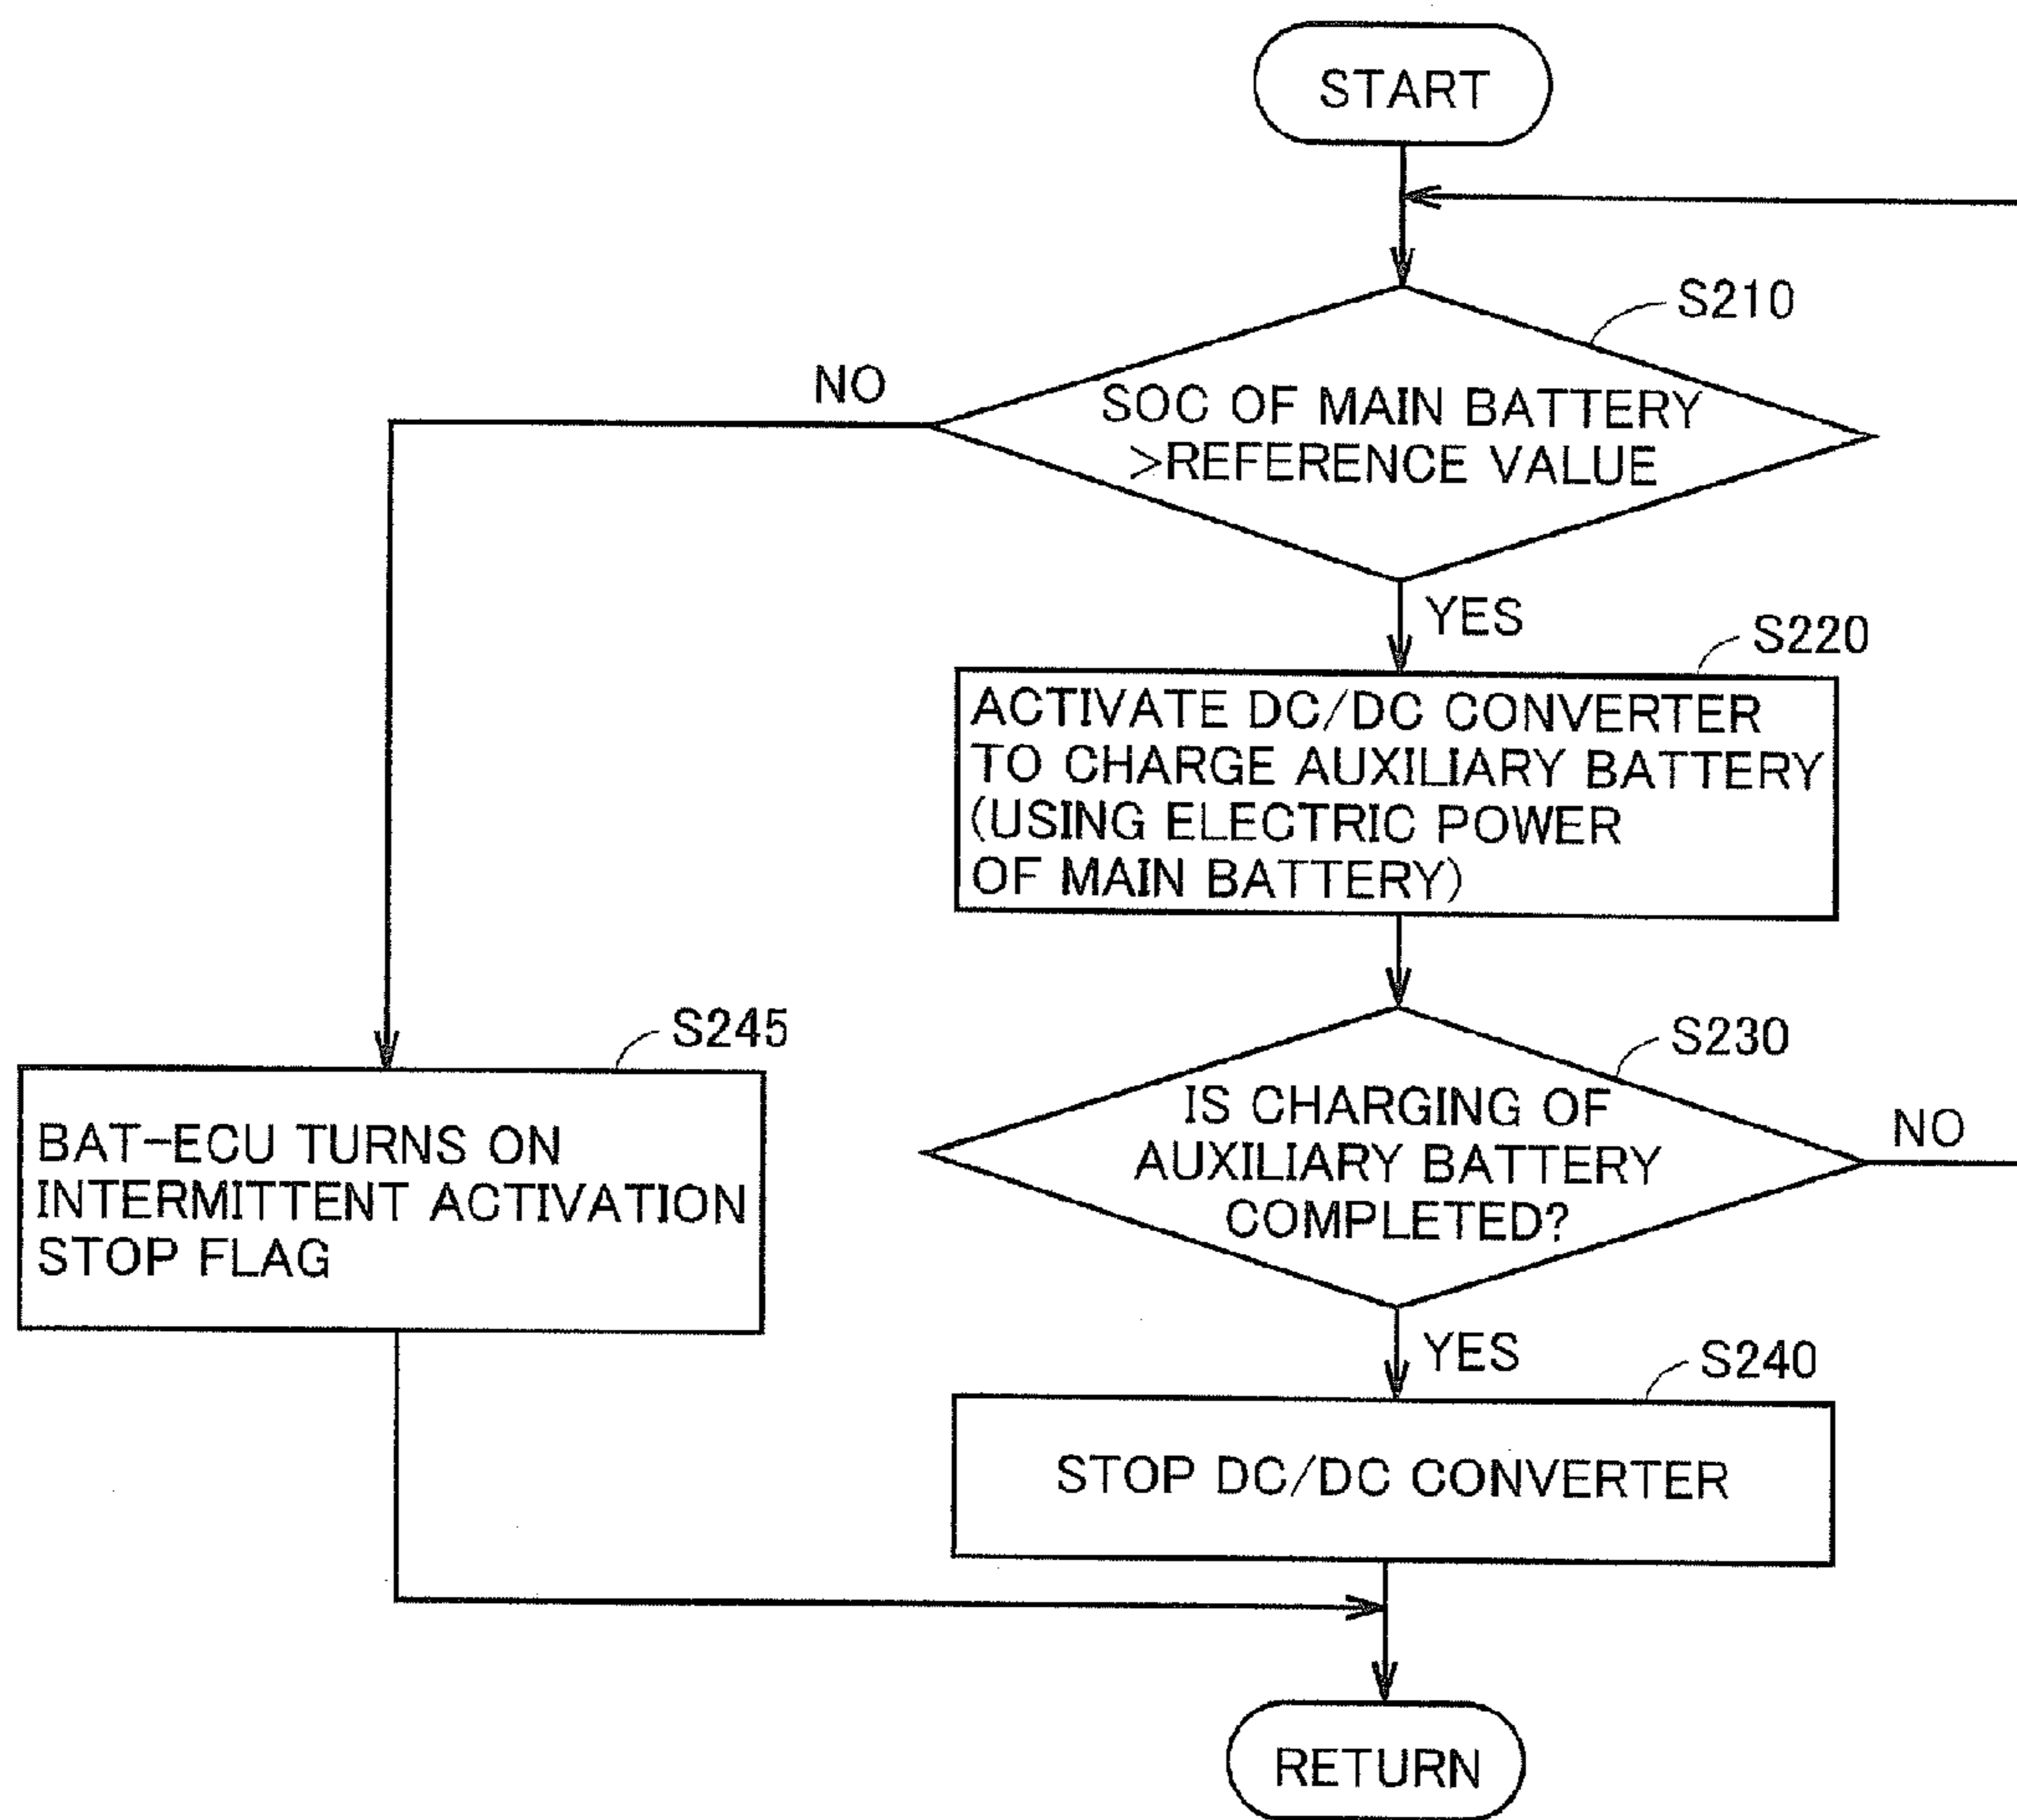 START
S210
NO
SOC OF MAIN BATTERY
>REFERENCE VALUE
YES
S220
ACTIVATE DC/DC CONVERTER
TO CHARGE AUXILIARY BATTERY
(USING ELECTRIC POWER
OF MAIN BATTERY)
S245
BAT-ECU TURNS ON
INTERMITTENT ACTIVATION
STOP FLAG
S230
IS CHARGING OF
AUXILIARY BATTERY
COMPLETED?
NO
YES
S240
STOP DC/DC CONVERTER
RETURN